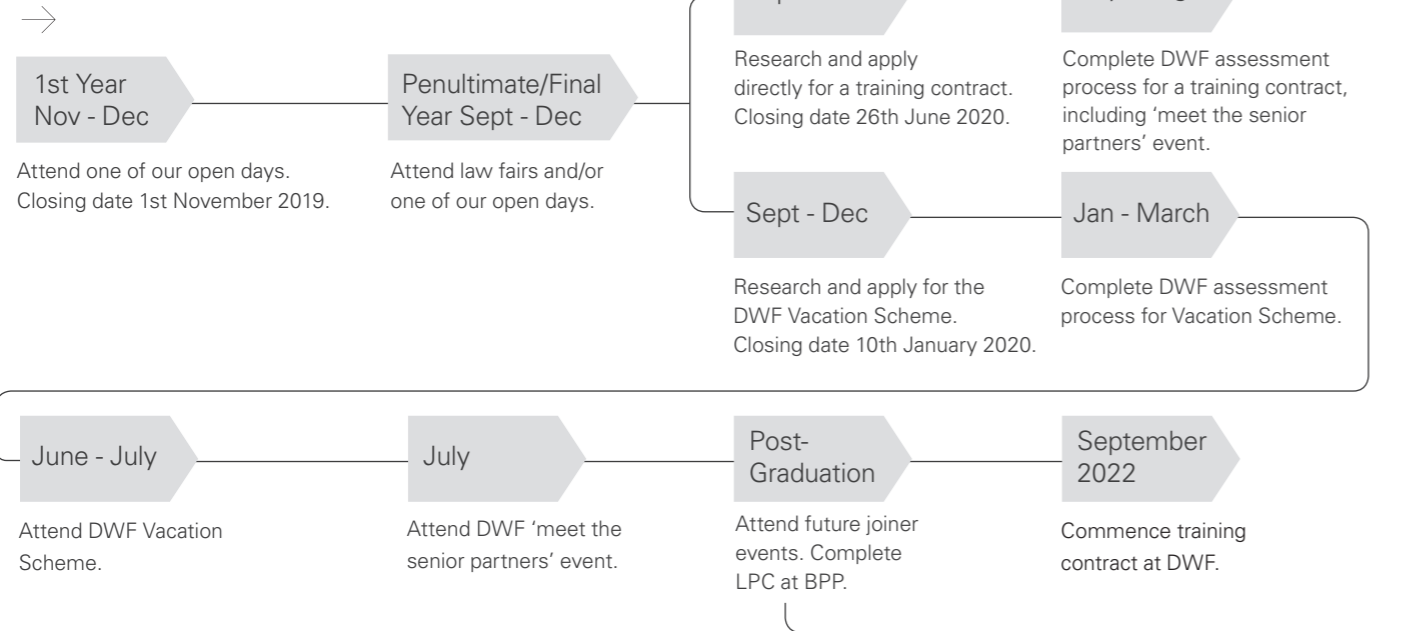 Research and apply
directly for a training contract.
Closing date 26th June 2020.
Complete DWF assessment
process for a training contract,
including ‘meet the senior
partners’ event.
1st Year
Nov - Dec
Attend one of our open days.
Closing date 1st November 2019.
Penultimate/Final
Year Sept - Dec
Attend law fairs and/or
one of our open days.
Sept - Dec
Research and apply for the
DWF Vacation Scheme.
Closing date 10th January 2020.
Jan - March
Complete DWF assessment
process for Vacation Scheme.
June - July
Attend DWF Vacation
Scheme.
July
Attend DWF ‘meet the
senior partners’ event.
Post-
Graduation
Attend future joiner
events. Complete
LPC at BPP.
September
2022
Commence training
contract at DWF.